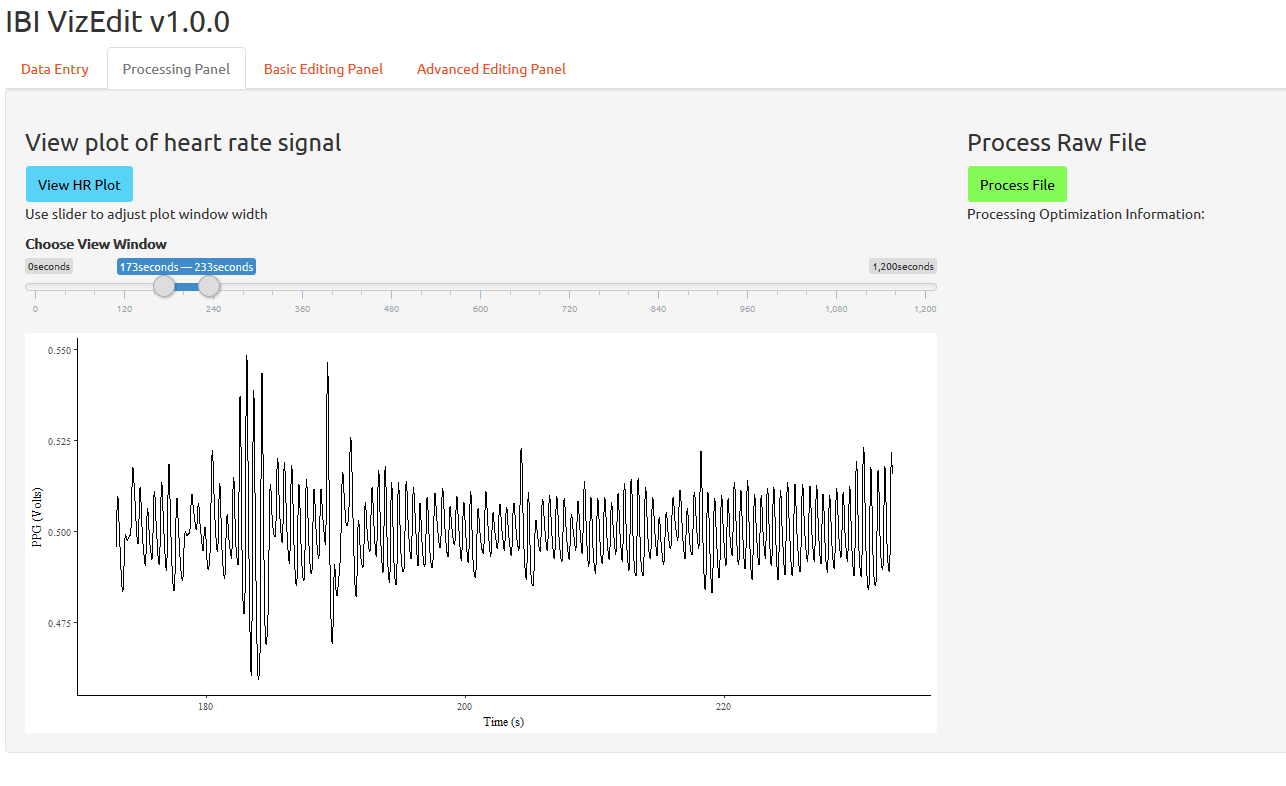 IBI VizEdit v1.0.0
Data Entry Processing Panel Basic Editing Panel Advanced Editing Panel
View plot of heart rate signal
Process Raw File
View HR Plot
Process File
Use slider to adjust plot window width
Processing Optimization Information:
Choose View Window
0seconds 173seconds — 233seconds 1,200seconds
0 120 240 360 480 600 720 840 960 1,080 1,200
0.550
0.525
0.500
0.475
PPG (Volts)
180 200 220
Time (s)